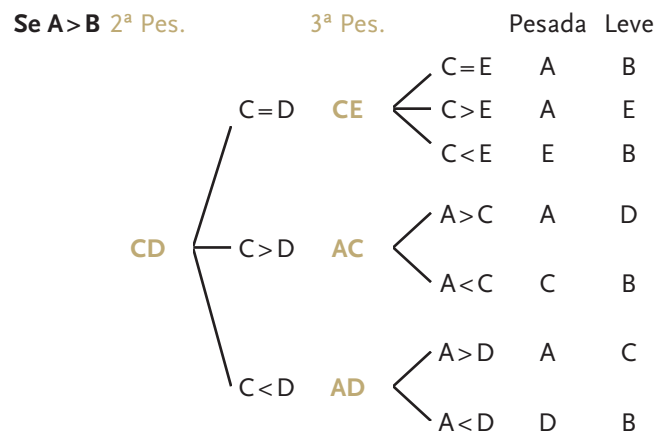 Se A>B 2ª Pes. 3ª Pes. Pesada Leve
C=E A B
C=D CE C>E A E
C<E E B
A>C A D
CD C>D AC
A<C C B
A>D A C
C<D AD
A<D D B